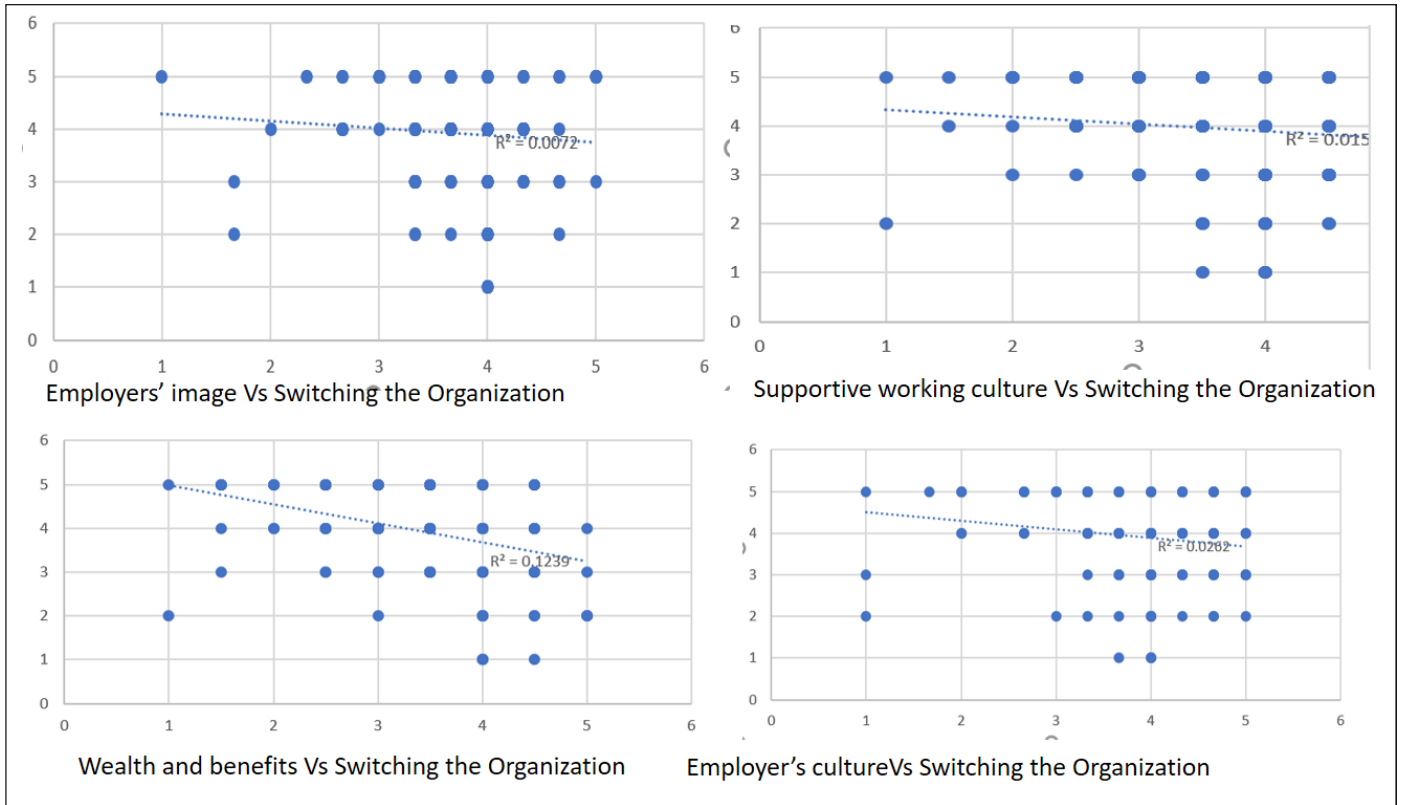 6
5
4
3
2
1
0
0 1 2 3 4 5 6
R² = 0.0072
Employers' image Vs Switching the Organization
6
5
4
3
2
1
0
0 1 2 3 4
R² = 0.015
Supportive working culture Vs Switching the Organization
6
5
4
3
2
1
0
0 1 2 3 4 5 6
R² = 0.1239
Wealth and benefits Vs Switching the Organization
6
5
4
3
2
1
0
0 1 2 3 4 5 6
R² = 0.0262
Employer's cultureVs Switching the Organization